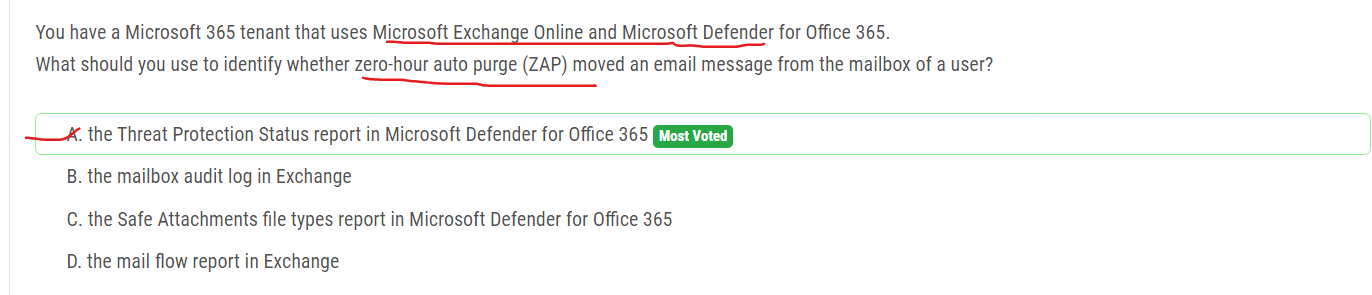 You have a Microsoft 365 tenant that uses Microsoft Exchange Online and Microsoft Defender for Office 365.
What should you use to identify whether zero-hour auto purge (ZAP) moved an email message from the mailbox of a user?
A. the Threat Protection Status report in Microsoft Defender for Office 365 Most Voted
B. the mailbox audit log in Exchange
C. the Safe Attachments file types report in Microsoft Defender for Office 365
D. the mail flow report in Exchange